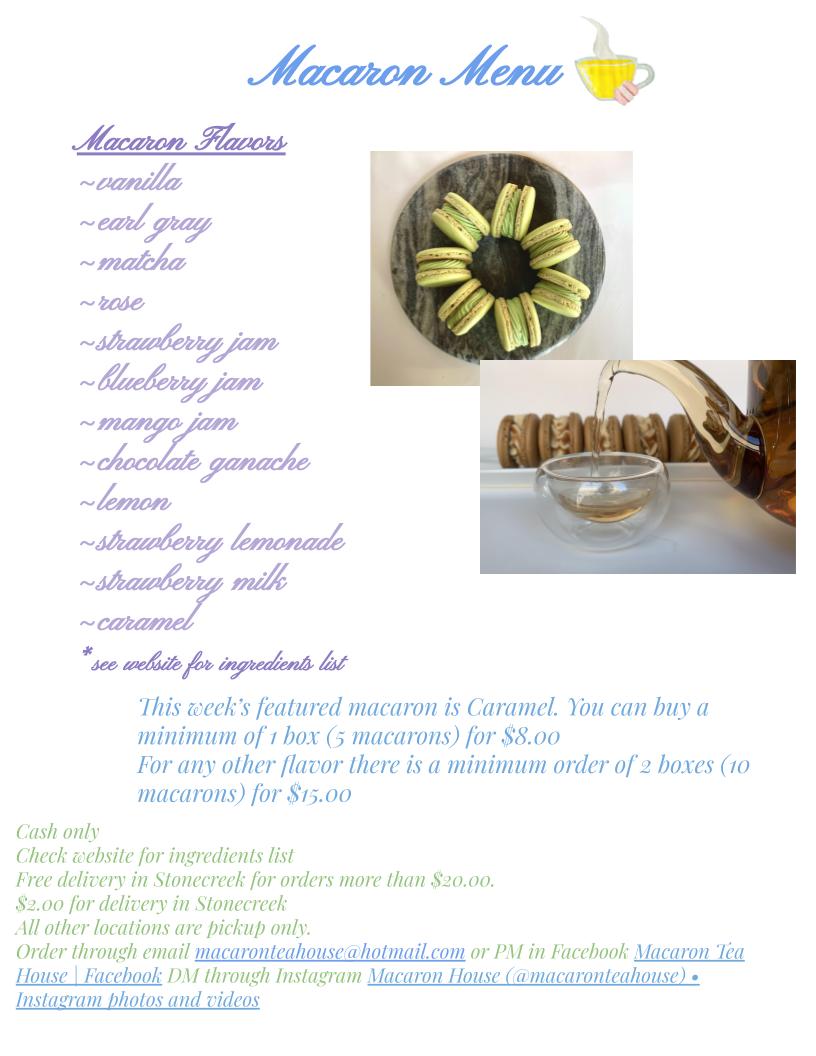 Macaron Menu
Macaron Flavors
~vanilla
~earl gray
~matcha
~rose
~strawberry jam
~blueberry jam
~mango jam
~chocolate ganache
~lemon
~strawberry lemonade
~strawberry milk
~caramel
*see website for ingredients list
This week's featured macaron is Caramel. You can buy a
minimum of 1 box (5 macarons) for $8.00
For any other flavor there is a minimum order of 2 boxes (10
macarons) for $15.00
Cash only
Check website for ingredients list
Free delivery in Stonecreek for orders more than $20.00.
$2.00 for delivery in Stonecreek
All other locations are pickup only.
Order through email macaronteahouse@hotmail.com or PM in Facebook Macaron Tea
House | Facebook DM through Instagram Macaron House (@macaronteahouse) •
Instagram photos and videos